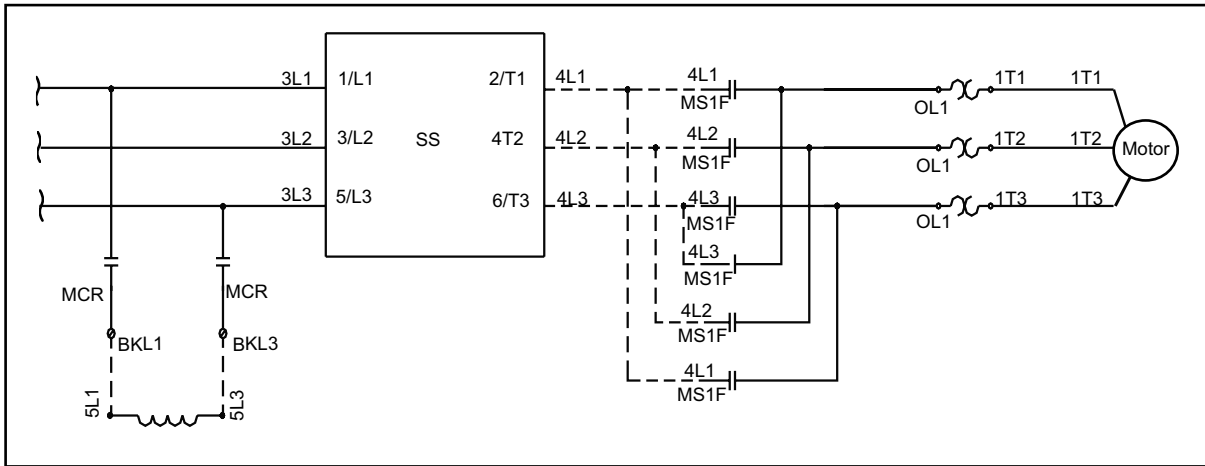 3L1 1/L1 2/T1 4L1 4L1 1T1 1T1
MS1F OL1
3L2 3/L2 SS 4T2 4L2 4L2 1T2 1T2 Motor
MS1F OL1
3L3 5/L3 6/T3 4L3 4L3 1T3 1T3
MS1F OL1
4L3
MS1F
MCR MCR
4L2
MS1F
BKL1 BKL3
4L1
MS1F
5L1 5L3